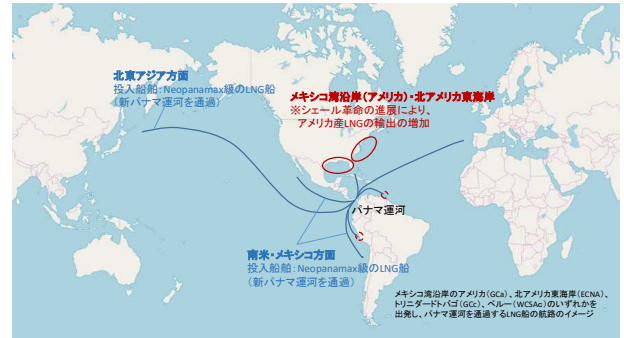 北東アジア方面
投入船舶：Neopanamax級のLNG船
（新パナマ運河を通過）
メキシコ湾沿岸（アメリカ）・北アメリカ東海岸
※シェール革命の進展により、
アメリカ産LNGの輸出の増加
パナマ運河
南米・メキシコ方面
投入船舶：Neopanamax級のLNG船
（新パナマ運河を通過）
メキシコ湾沿岸のアメリカ（GCa）、北アメリカ東海岸（ECNA）、
トリニダードトバゴ（GCc）、ペルー（WCSAc）のいずれかを
出発し、パナマ運河を通過するLNG船の航路のイメージ